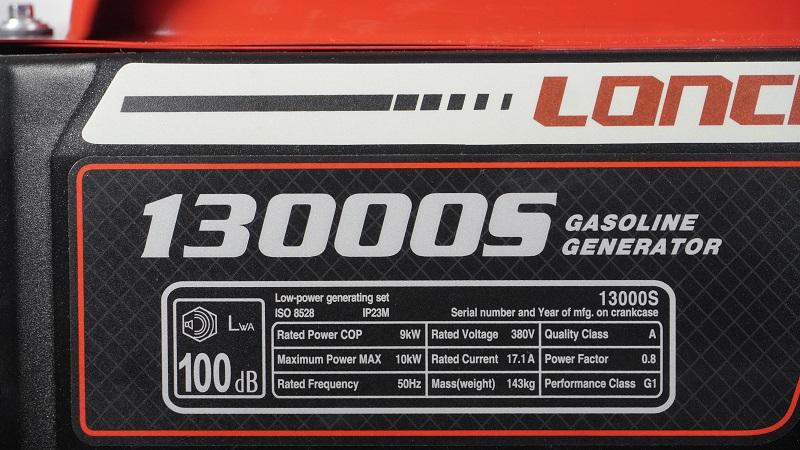 LONCI
13000S
GASOLINE
GENERATOR
Low-power generating set 13000S
ISO 8528 IP23M Serial number and Year of mfg. on crankcase
LWA
100 dB
Rated Power COP 9kW Rated Voltage 380V Quality Class A
Maximum Power MAX 10kW Rated Current 17.1 A Power Factor 0.8
Rated Frequency 50Hz Mass(weight) 143kg Performance Class G1